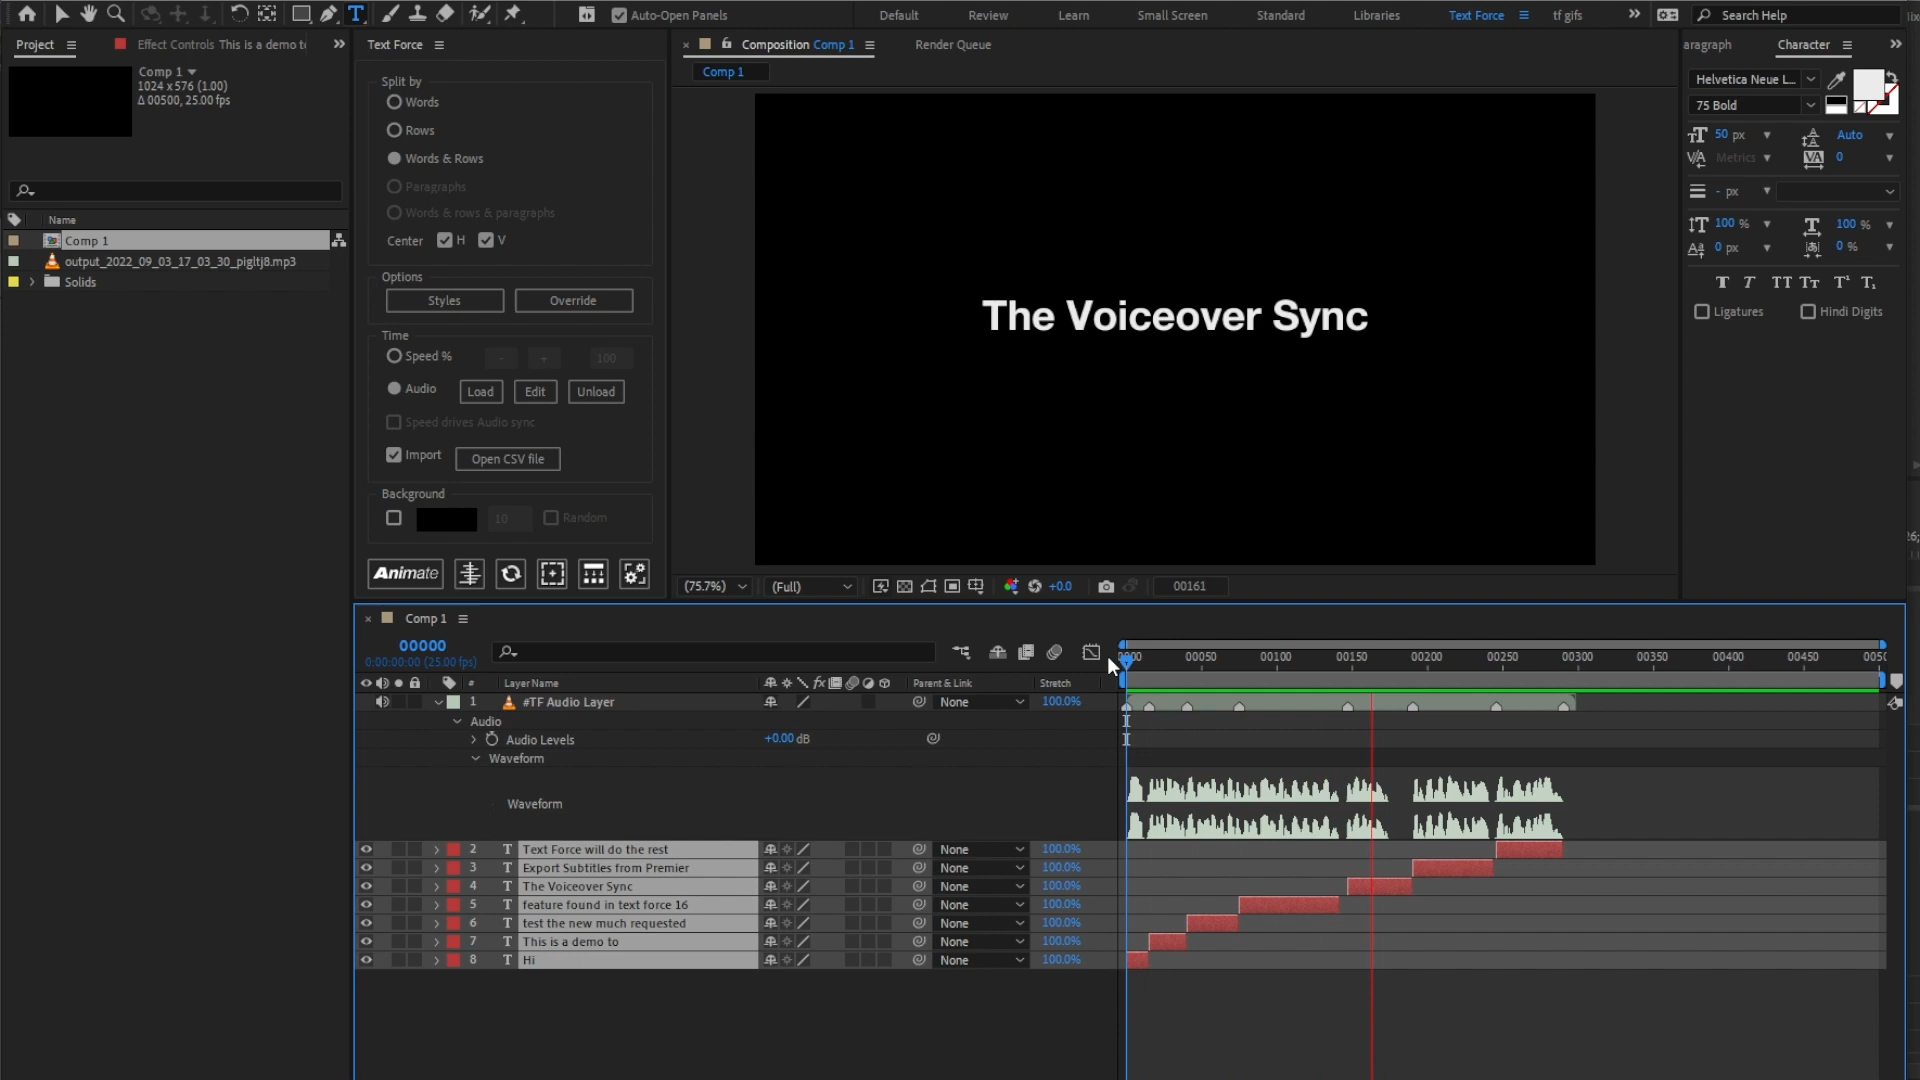 Auto-Open Panels
Default
Review
Learn
Small Screen
Standard
Libraries
Text Force
tf gifs
Search Help
Project
Effect Controls This is a demo t
Text Force
Composition Comp 1
Render Queue
aragraph
Character
Comp 1
1024 x 576 (1.00)
Δ 00500, 25.00 fps
Comp 1
Split by
Words
Rows
Words & Rows
Paragraphs
Words & rows & paragraphs
Center
H
V
Options
Styles
Override
Time
Speed %
-
+
100
Audio
Load
Edit
Unload
Speed drives Audio sync
Import
Open CSV file
Background
10
Random
Animate
Name
Comp 1
output_2022_09_03_17_03_30_pigltj8.mp3
Solids
The Voiceover Sync
Helvetica Neue L...
75 Bold
50 px
Auto
Metrics
0
- px
100 %
100 %
0 px
0 %
Ligatures
Hindi Digits
(75.7%)
(Full)
+0.0
00161
Comp 1
00000
0:00:00:00 (25.00 fps)
0000
00050
00100
00150
00200
00250
00300
00350
00400
00450
# Layer Name
Parent & Link
Stretch
1 #TF Audio Layer None 100.0%
Audio
Audio Levels +0.00 dB
Waveform
Waveform
2 T Text Force will do the rest None 100.0%
3 T Export Subtitles from Premier None 100.0%
4 T The Voiceover Sync None 100.0%
5 T feature found in text force 16 None 100.0%
6 T test the new much requested None 100.0%
7 T This is a demo to None 100.0%
8 T Hi None 100.0%